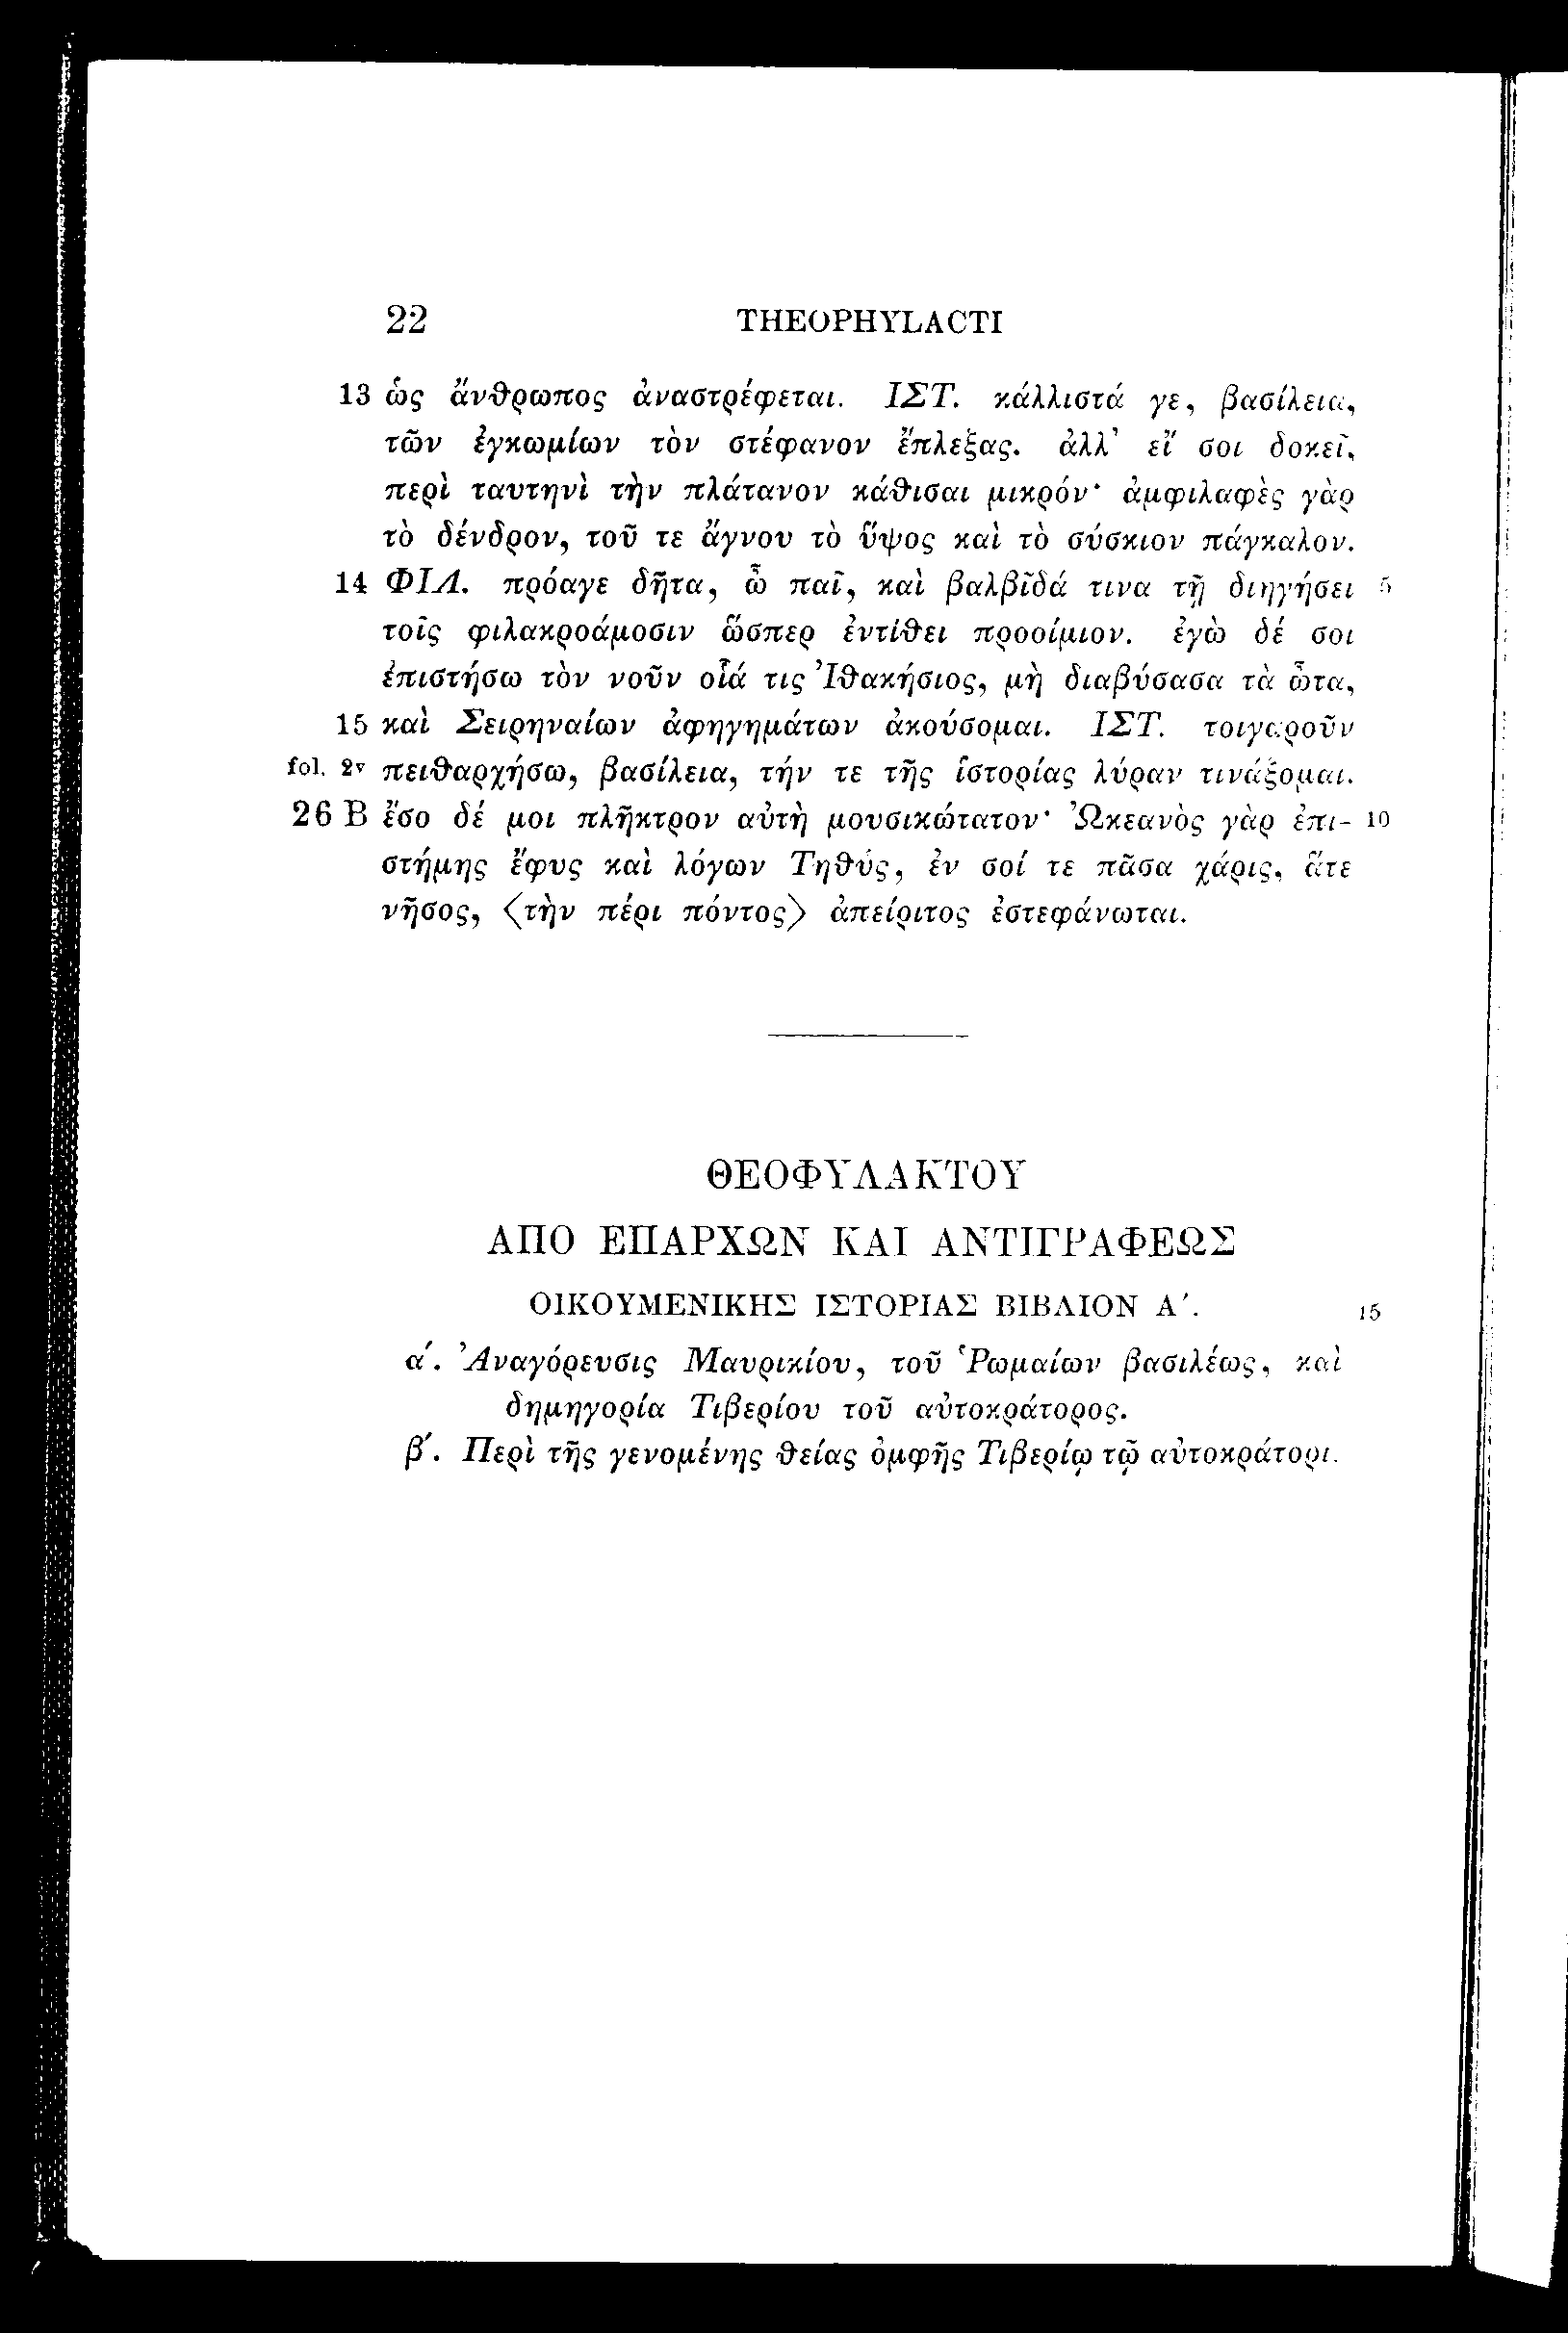 22 THEOPHYLACTI
13 ὡς ἄνθρωπος ἀναστρέφεται. ΙΣΤ. κάλλιστά γε, βασίλεια,
τῶν ἐγκωμίων τὸν στέφανον ἔπλεξας. ἀλλ' εἴ σοι δοκεῖ,
περὶ ταυτηνὶ τὴν πλάτανον κάθισαι μικρόν· ἀμφιλαφὲς γὰρ
τὸ δένδρον, τοῦ τε ἄγνου τὸ ὕψος καὶ τὸ σύσκιον πάγκαλον.
14 ΦΙΛ. πρόαγε δῆτα, ὦ παῖ, καὶ βαλβῖδά τινα τῇ διηγήσει 5
τοῖς φιλακροάμοσιν ὥσπερ ἐντίθει προοίμιον. ἐγὼ δέ σοι
ἐπιστήσω τὸν νοῦν οἷά τις Ἰθακήσιος, μὴ διαβύσασα τὰ ὦτα,
15 καὶ Σειρηναίων ἀφηγημάτων ἀκούσομαι. ΙΣΤ. τοιγαροῦν
fol. 2v πειθαρχήσω, βασίλεια, τήν τε τῆς ἱστορίας λύραν τινάξομαι.
26 B ἔσο δέ μοι πλῆκτρον αὐτὴ μουσικώτατον· Ὠκεανὸς γὰρ ἐπι- 10
στήμης ἔφυς καὶ λόγων Τηθύς, ἐν σοί τε πᾶσα χάρις, ἅτε
νῆσος, ⟨τὴν πέρι πόντος⟩ ἀπείριτος ἐστεφάνωται.
ΘΕΟΦΥΛΑΚΤΟΥ
ΑΠΟ ΕΠΑΡΧΩΝ ΚΑΙ ΑΝΤΙΓΡΑΦΕΩΣ
ΟΙΚΟΥΜΕΝΙΚΗΣ ΙΣΤΟΡΙΑΣ ΒΙΒΛΙΟΝ Α΄. 15
α΄. Ἀναγόρευσις Μαυρικίου, τοῦ Ῥωμαίων βασιλέως, καὶ
δημηγορία Τιβερίου τοῦ αὐτοκράτορος.
β΄. Περὶ τῆς γενομένης θείας ὀμφῆς Τιβερίῳ τῷ αὐτοκράτορι.